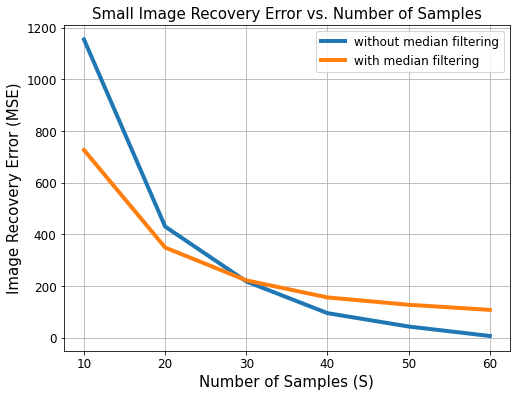 Small Image Recovery Error vs. Number of Samples
without median filtering
with median filtering
1200
1000
800
600
400
200
0
Image Recovery Error (MSE)
10 20 30 40 50 60
Number of Samples (S)